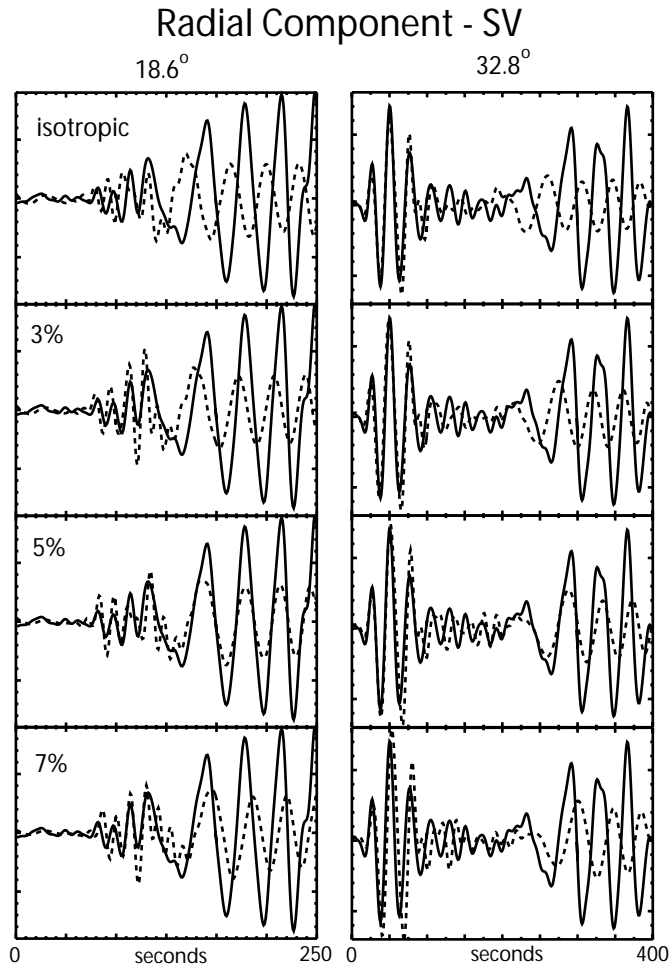 Radial Component - SV
18.6° 32.8°
isotropic
3%
5%
7%
0 seconds 250 0 seconds 400